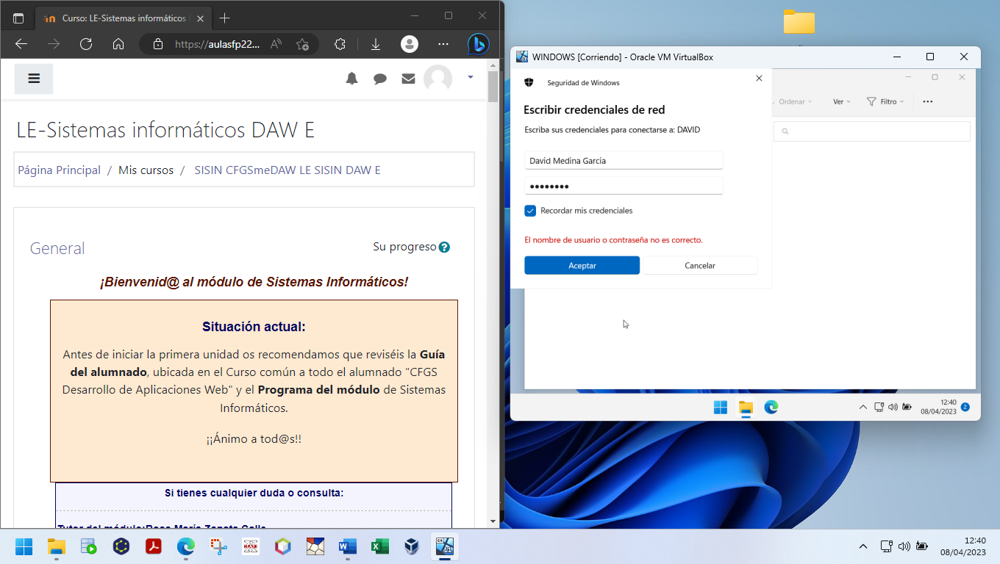 Curso: LE-Sistemas informáticos
https://aulasfp22...
LE-Sistemas informáticos DAW E
Página Principal / Mis cursos / SISIN CFGSmeDAW LE SISIN DAW E
General
Su progreso
¡Bienvenid@ al módulo de Sistemas Informáticos!
Situación actual:
Antes de iniciar la primera unidad os recomendamos que reviséis la Guía
del alumnado, ubicada en el Curso común a todo el alumnado "CFGS
Desarrollo de Aplicaciones Web" y el Programa del módulo de Sistemas
Informáticos.
¡¡Ánimo a tod@s!!
Si tienes cualquier duda o consulta:
WINDOWS [Corriendo] - Oracle VM VirtualBox
Seguridad de Windows
Escribir credenciales de red
Escriba sus credenciales para conectarse a: DAVID
David Medina Garcia
●●●●●●●●
Recordar mis credenciales
El nombre de usuario o contraseña no es correcto.
Aceptar
Cancelar
Ordenar
Ver
Filtro
12:40
08/04/2023
2
12:40
08/04/2023